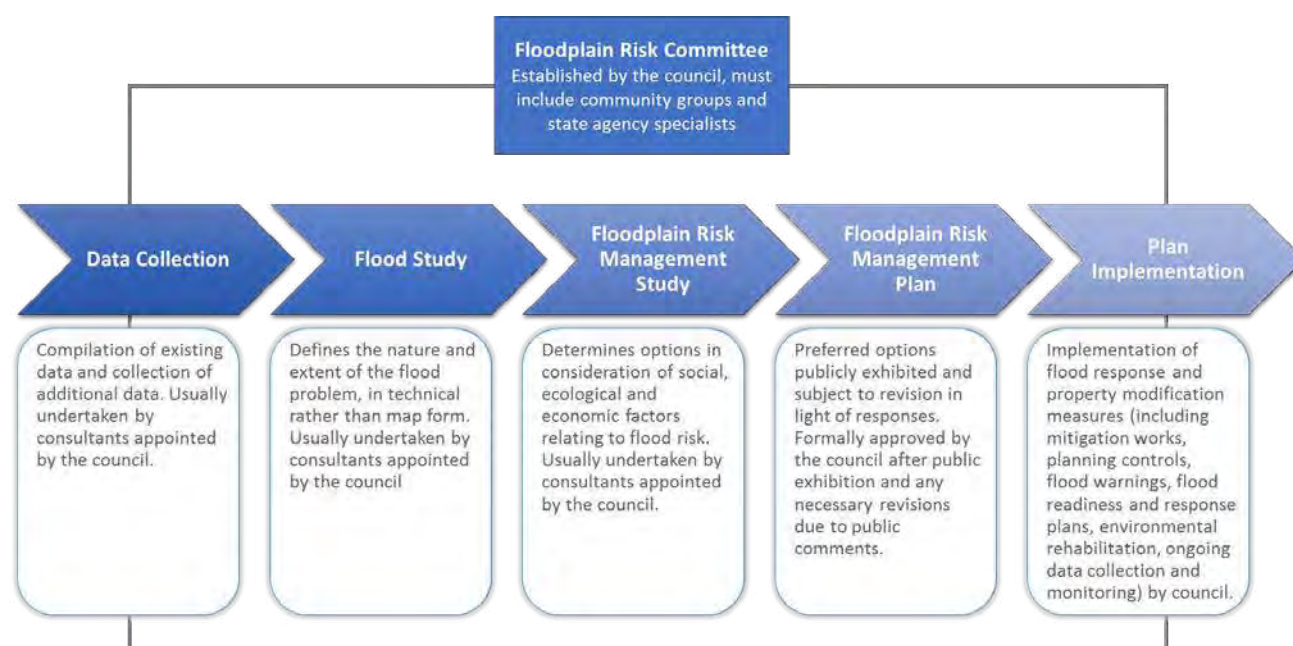 Floodplain Risk Committee
Established by the council, must
include community groups and
state agency specialists
Data Collection
Flood Study
Floodplain Risk
Management
Study
Floodplain Risk
Management
Plan
Plan
Implementation
Compilation of existing
data and collection of
additional data. Usually
undertaken by
consultants appointed
by the council.
Defines the nature and
extent of the flood
problem, in technical
rather than map form.
Usually undertaken by
consultants appointed
by the council
Determines options in
consideration of social,
ecological and
economic factors
relating to flood risk.
Usually undertaken by
consultants appointed
by the council.
Preferred options
publicly exhibited and
subject to revision in
light of responses.
Formally approved by
the council after public
exhibition and any
necessary revisions
due to public
comments.
Implementation of
flood response and
property modification
measures (including
mitigation works,
planning controls,
flood warnings, flood
readiness and response
plans, environmental
rehabilitation, ongoing
data collection and
monitoring) by council.